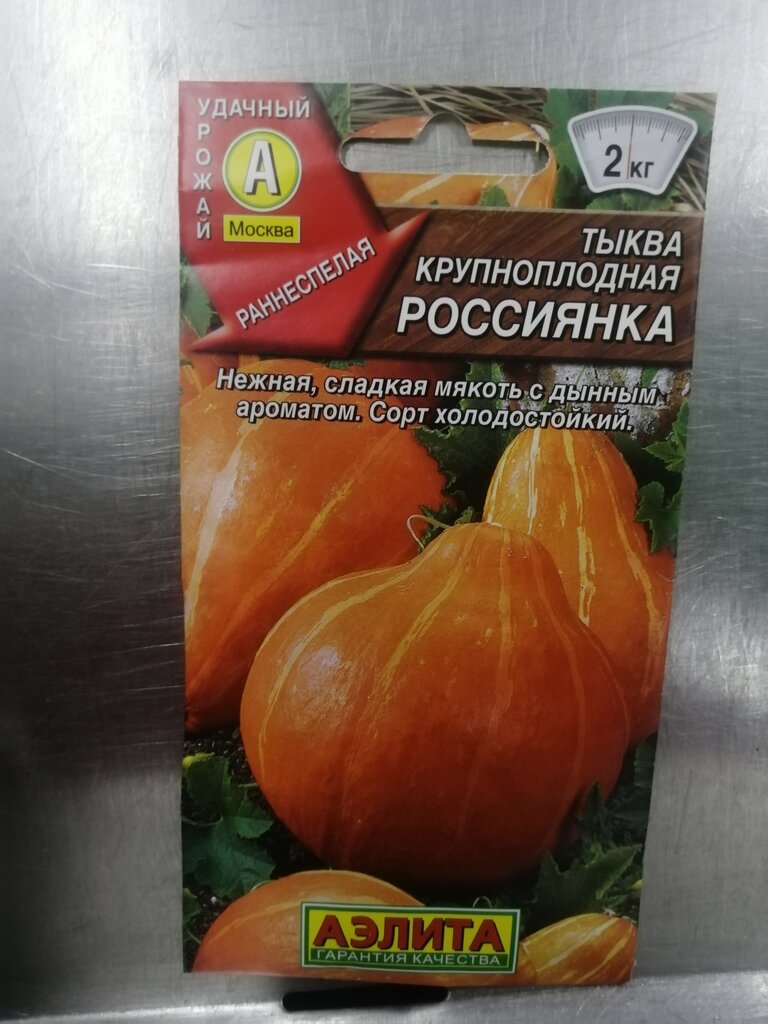 УДАЧНЫЙ
УРОЖАЙ
А
Москва
РАННЕСПЕЛАЯ
2 кг
ТЫКВА
КРУПНОПЛОДНАЯ
РОССИЯНКА
Нежная, сладкая мякоть с дынным
ароматом. Сорт холодостойкий.
АЭЛИТА
ГАРАНТИЯ КАЧЕСТВА